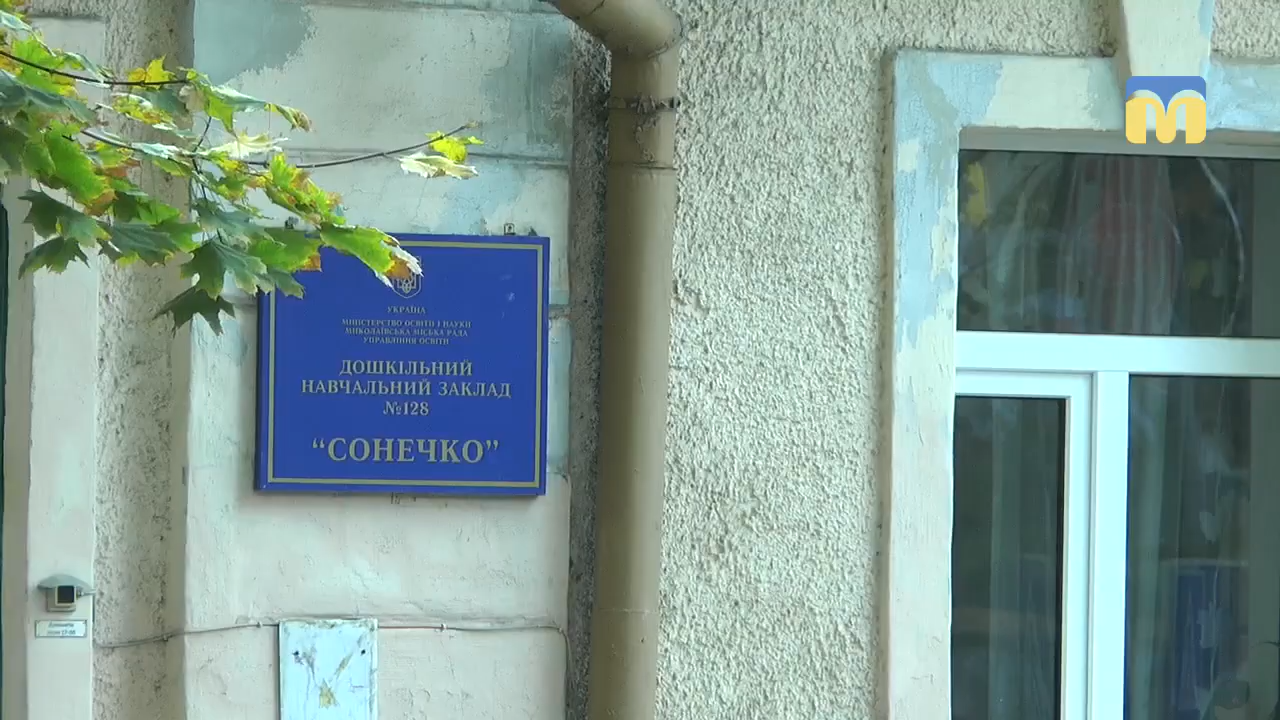 УКРАЇНА
МІНІСТЕРСТВО ОСВІТИ І НАУКИ
МИКОЛАЇВСЬКА МІСЬКА РАДА
УПРАВЛІННЯ ОСВІТИ
ДОШКІЛЬНИЙ
НАВЧАЛЬНИЙ ЗАКЛАД
№128
“СОНЕЧКО”